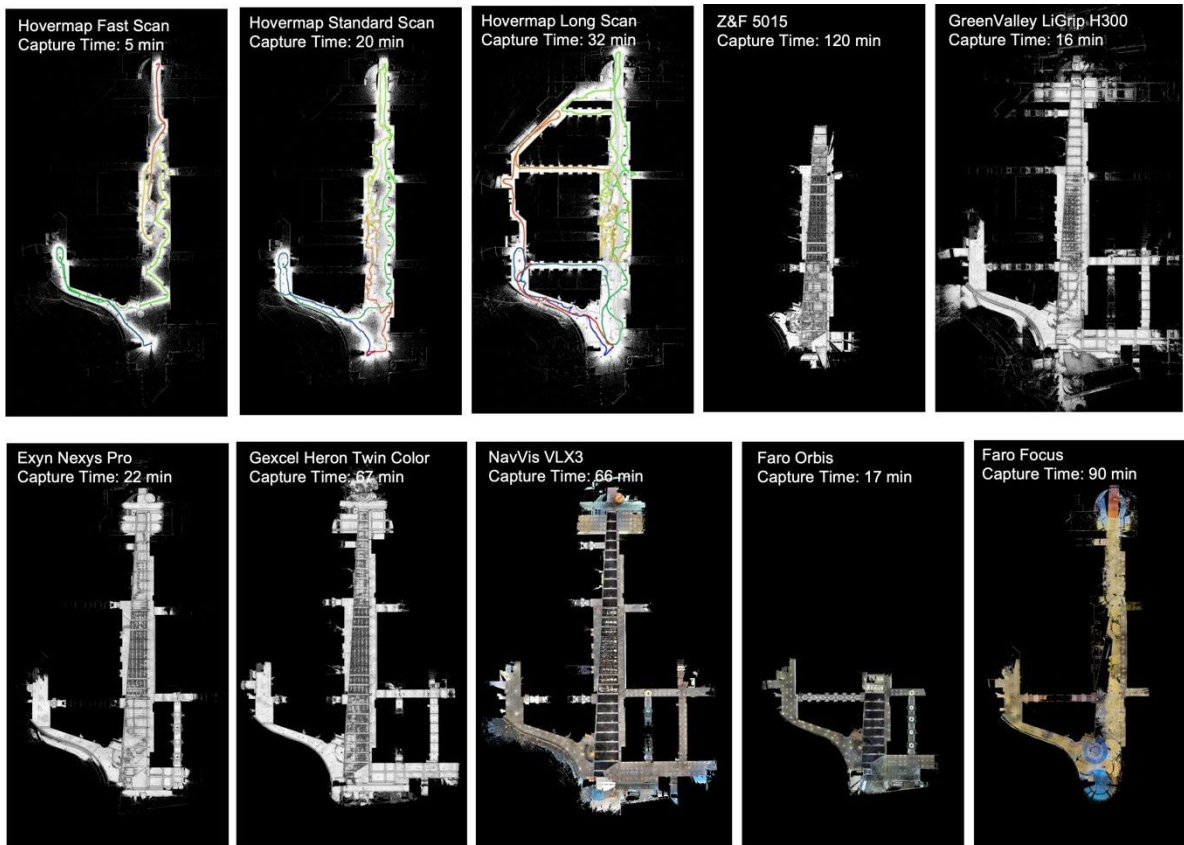 Hovermap Fast Scan
Capture Time: 5 min
Hovermap Standard Scan
Capture Time: 20 min
Hovermap Long Scan
Capture Time: 32 min
Z&F 5015
Capture Time: 120 min
GreenValley LiGrip H300
Capture Time: 16 min
Exyn Nexys Pro
Capture Time: 22 min
Gexcel Heron Twin Color
Capture Time: 67 min
NavVis VLX3
Capture Time: 66 min
Faro Orbis
Capture Time: 17 min
Faro Focus
Capture Time: 90 min